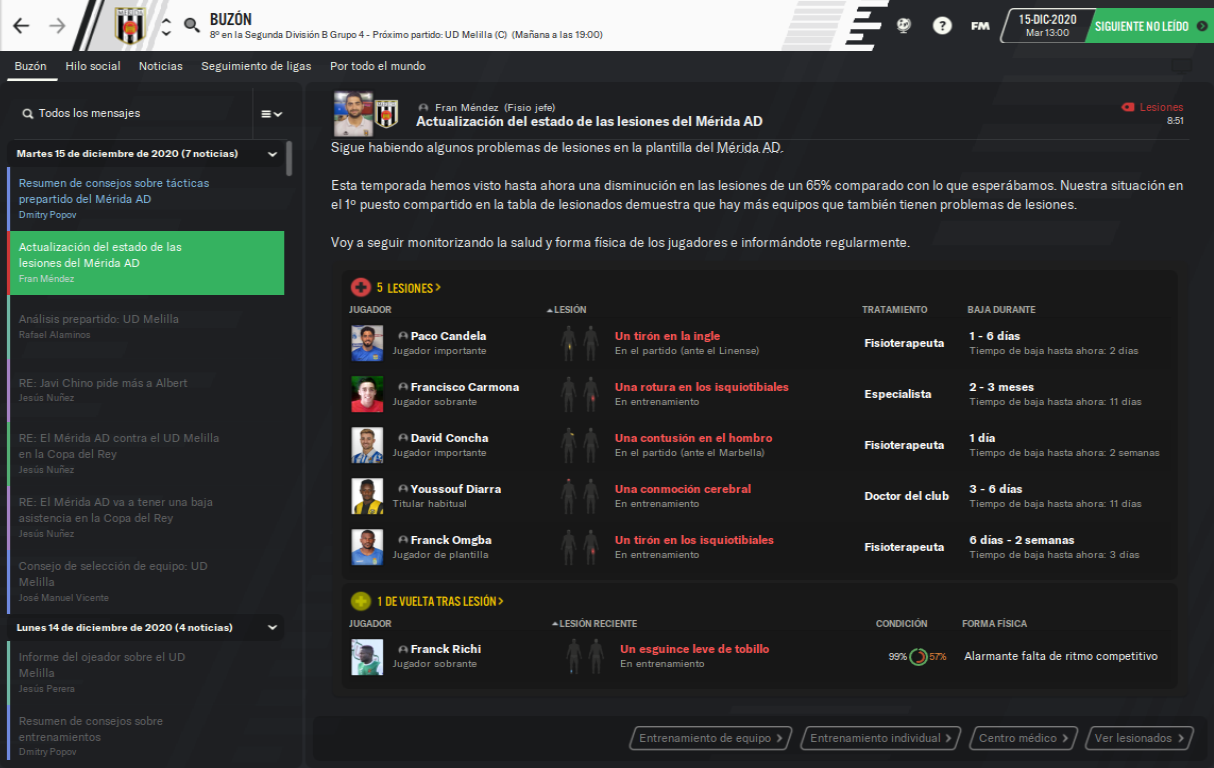 BUZÓN
8º en la Segunda División B Grupo 4 - Próximo partido: UD Melilla (C) (Mañana a las 19:00)
?
FM
15-DIC-2020
Mar 13:00
SIGUIENTE NO LEÍDO
Buzón
Hilo social
Noticias
Seguimiento de ligas
Por todo el mundo
Todos los mensajes
Martes 15 de diciembre de 2020 (7 noticias)
Resumen de consejos sobre tácticas
prepartido del Mérida AD
Dmitry Popov
Actualización del estado de las
lesiones del Mérida AD
Fran Méndez
Análisis prepartido: UD Melilla
Rafael Alaminos
RE: Javi Chino pide más a Albert
Jesús Nuñez
RE: El Mérida AD contra el UD Melilla
en la Copa del Rey
Jesús Nuñez
RE: El Mérida AD va a tener una baja
asistencia en la Copa del Rey
Jesús Nuñez
Consejo de selección de equipo: UD
Melilla
José Manuel Vicente
Lunes 14 de diciembre de 2020 (4 noticias)
Informe del ojeador sobre el UD
Melilla
Jesús Perera
Resumen de consejos sobre
entrenamientos
Dmitry Popov
Fran Méndez (Fisio jefe)
Actualización del estado de las lesiones del Mérida AD
Lesiones
8:51
Sigue habiendo algunos problemas de lesiones en la plantilla del Mérida AD.
Esta temporada hemos visto hasta ahora una disminución en las lesiones de un 65% comparado con lo que esperábamos. Nuestra situación en
el 1º puesto compartido en la tabla de lesionados demuestra que hay más equipos que también tienen problemas de lesiones.
Voy a seguir monitorizando la salud y forma física de los jugadores e informándote regularmente.
5 LESIONES
JUGADOR LESIÓN TRATAMIENTO BAJA DURANTE
Paco Candela Un tirón en la ingle Fisioterapeuta 1 - 6 días
Jugador importante En el partido (ante el Linense) Tiempo de baja hasta ahora: 2 días
Francisco Carmona Una rotura en los isquiotibiales Especialista 2 - 3 meses
Jugador sobrante En entrenamiento Tiempo de baja hasta ahora: 11 días
David Concha Una contusión en el hombro Fisioterapeuta 1 día
Jugador importante En el partido (ante el Marbella) Tiempo de baja hasta ahora: 2 semanas
Youssouf Diarra Una conmoción cerebral Doctor del club 3 - 6 días
Titular habitual En entrenamiento Tiempo de baja hasta ahora: 11 días
Franck Omgba Un tirón en los isquiotibiales Fisioterapeuta 6 días - 2 semanas
Jugador de plantilla En entrenamiento Tiempo de baja hasta ahora: 3 días
1 DE VUELTA TRAS LESIÓN
JUGADOR LESIÓN RECIENTE CONDICIÓN FORMA FÍSICA
Franck Richi Un esguince leve de tobillo 99% 57% Alarmante falta de ritmo competitivo
Jugador sobrante En entrenamiento
Entrenamiento de equipo
Entrenamiento individual
Centro médico
Ver lesionados